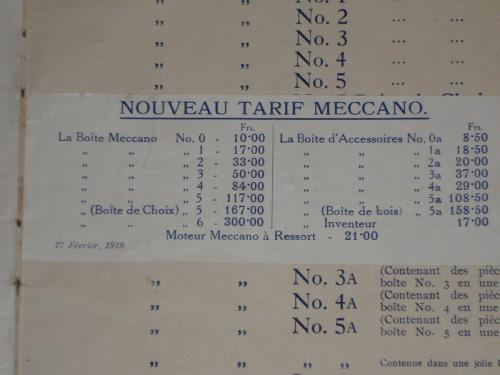 „ „ No. 2 ... ...
„ „ No. 3 ... ...
„ „ No. 4 ... ...
„ „ No. 5 ... ...
NOUVEAU TARIF MECCANO.
Frs. Frs.
La Boîte Meccano No. 0 - 10·00 La Boîte d'Accessoires No. 0a 8·50
„ „ „ 1 - 17·00 „ „ „ 1a 18·50
„ „ „ 2 - 33·00 „ „ „ 2a 20·00
„ „ „ 3 - 50·00 „ „ „ 3a 37·00
„ „ „ 4 - 84·00 „ „ „ 4a 29·00
„ „ „ 5 - 117·00 „ „ „ 5a 108·50
„ (Boîte de Choix) „ 5 - 167·00 „ (Boîte de bois) „ 5a 158·50
„ „ „ 6 - 300·00 „ Inventeur 17·00
Moteur Meccano à Ressort - 21·00
17 Février, 1919.
„ „ No. 3A (Contenant des pièc
boîte No. 3 en une
„ „ No. 4A (Contenant des pièc
boîte No. 4 en une
„ „ No. 5A (Contenant des pièc
boîte No. 5 en une
„ „ „ „ Contenue dans une jolie